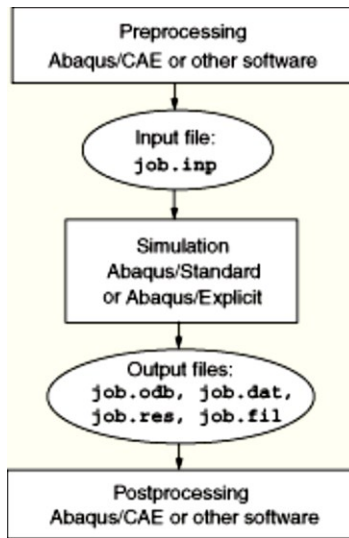 Preprocessing
Abaqus/CAE or other software
Input file:
job.inp
Simulation
Abaqus/Standard
or Abaqus/Explicit
Output files:
job.odb, job.dat,
job.res, job.fil
Postprocessing
Abaqus/CAE or other software